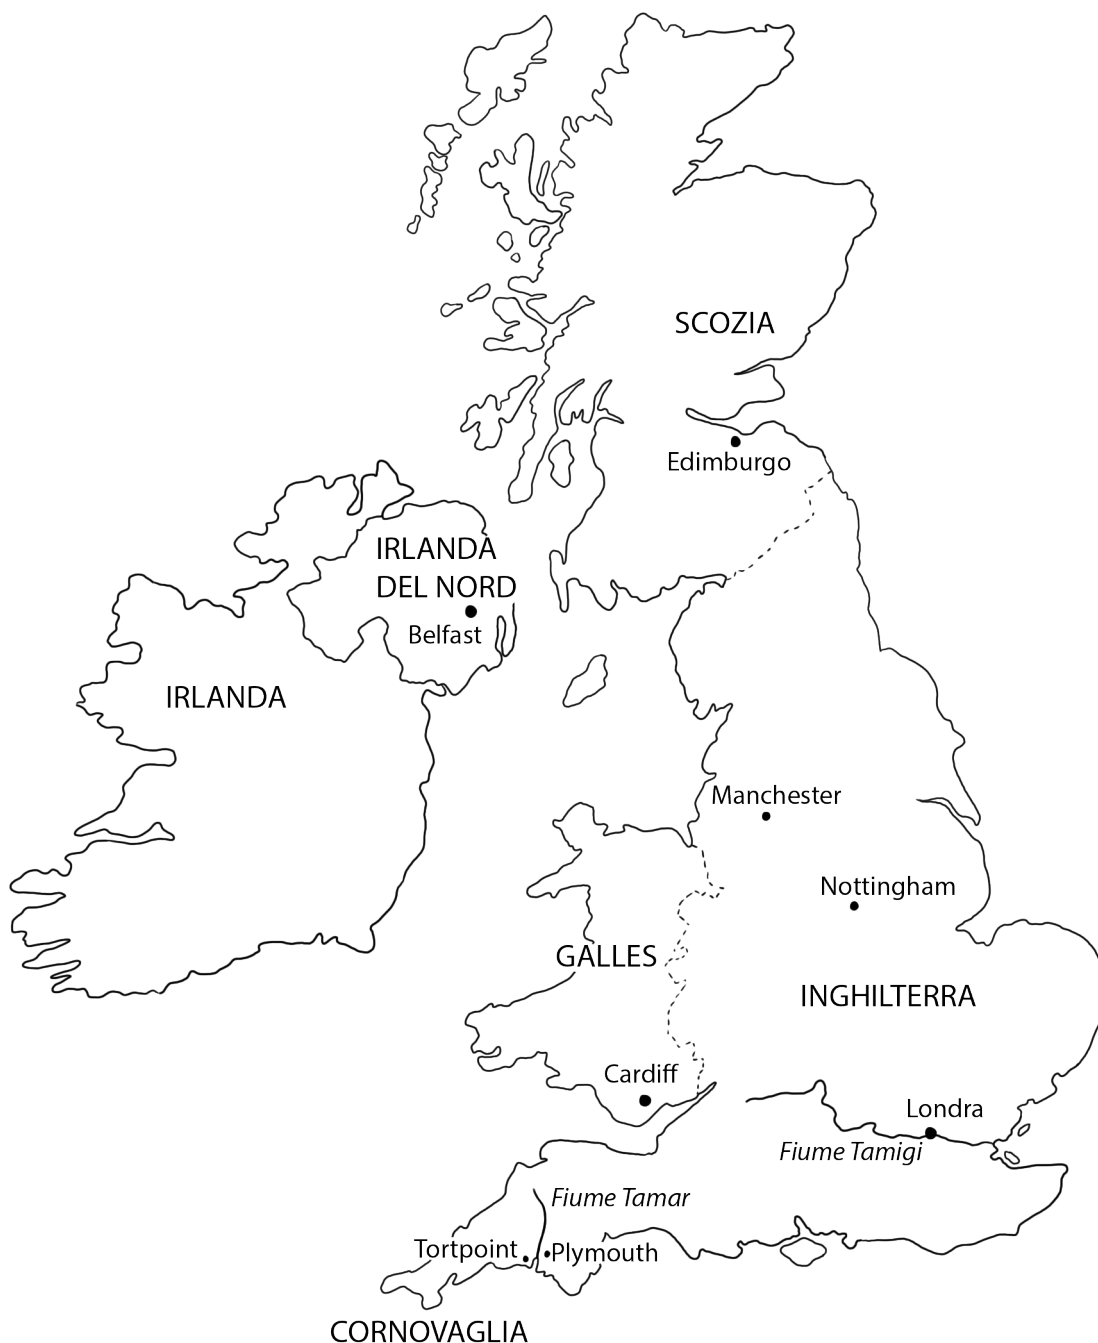 SCOZIA
Edimburgo
IRLANDA
DEL NORD
Belfast
IRLANDA
Manchester
Nottingham
GALLES
INGHILTERRA
Cardiff
Londra
Fiume Tamigi
Fiume Tamar
Tortpoint
Plymouth
CORNOVAGLIA